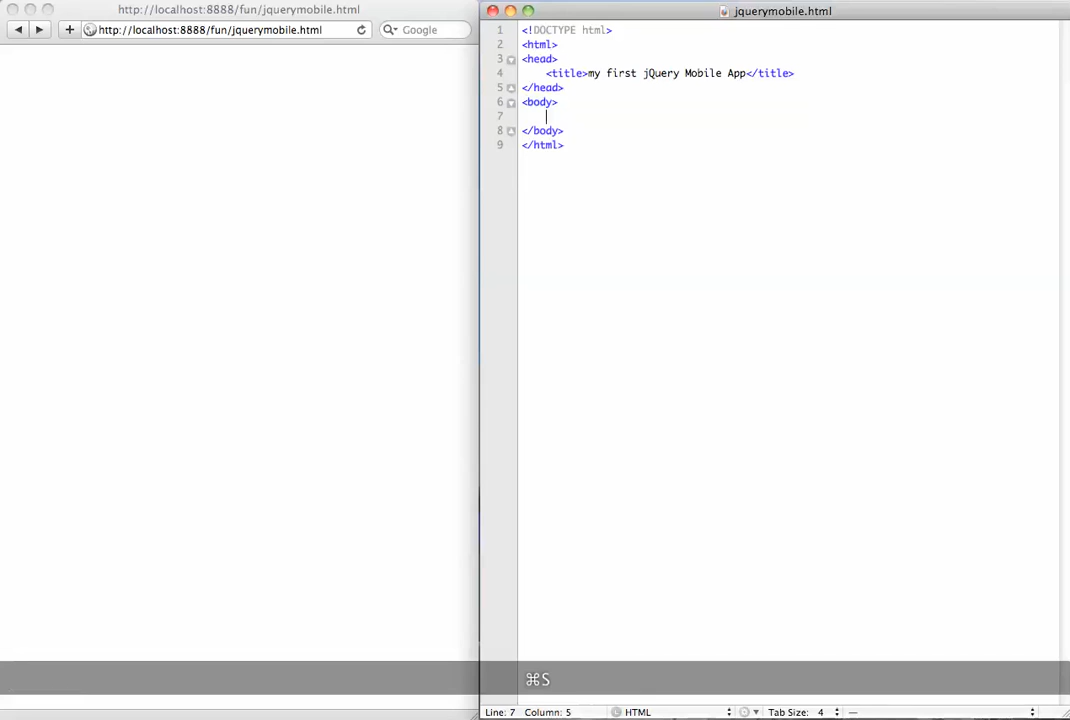 http://localhost:8888/fun/jquerymobile.html
http://localhost:8888/fun/jquerymobile.html
Google
jquerymobile.html
1 <!DOCTYPE html>
2 <html>
3 <head>
4 <title>my first jQuery Mobile App</title>
5 </head>
6 <body>
7
8 </body>
9 </html>
⌘S
Line: 7 Column: 5 L HTML Tab Size: 4 —